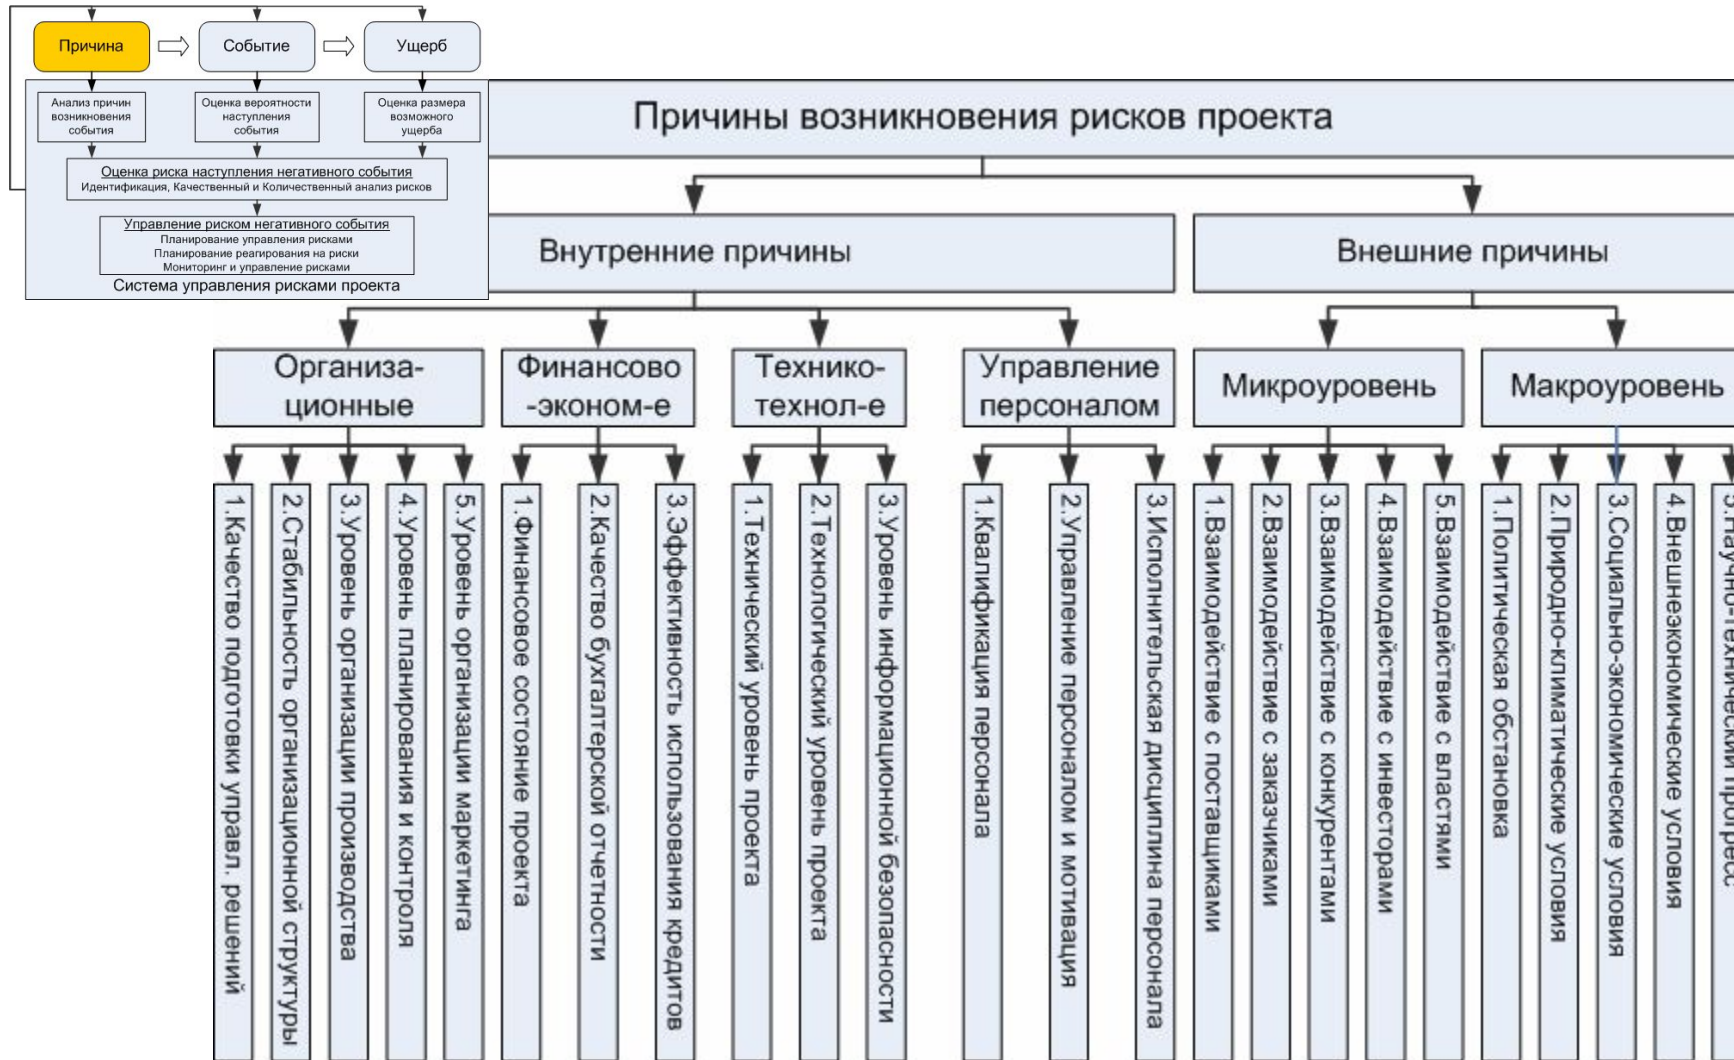 Причина
Событие
Ущерб
Анализ причин
возникновения
события
Оценка вероятности
наступления
события
Оценка размера
возможного
ущерба
Оценка риска наступления негативного события
Идентификация, Качественный и Количественный анализ рисков
Управление риском негативного события
Планирование управления рисками
Планирование реагирования на риски
Мониторинг и управление рисками
Система управления рисками проекта
Причины возникновения рисков проекта
Внутренние причины
Внешние причины
Организа-
ционные
Финансово
-эконом-е
Технико-
технол-е
Управление
персоналом
Микроуровень
Макроуровень
1.Качество подготовки управл. решений
2.Стабильность организационной структуры
3.Уровень организации производства
4.Уровень планирования и контроля
5.Уровень организации маркетинга
1.Финансовое состояние проекта
2.Качество бухгалтерской отчетности
3.Эффективность использования кредитов
1.Технический уровень проекта
2.Технологический уровень проекта
3.Уровень информационной безопасности
1.Квалификация персонала
2.Управление персоналом и мотивация
3.Исполнительская дисциплина персонала
1.Взаимодействие с поставщиками
2.Взаимодействие с заказчиками
3.Взаимодействие с конкурентами
4.Взаимодействие с инвесторами
5.Взаимодействие с властями
1.Политическая обстановка
2.Природно-климатические условия
3.Социально-экономические условия
4.Внешнеэкономические условия
5.Научно-технический прогресс